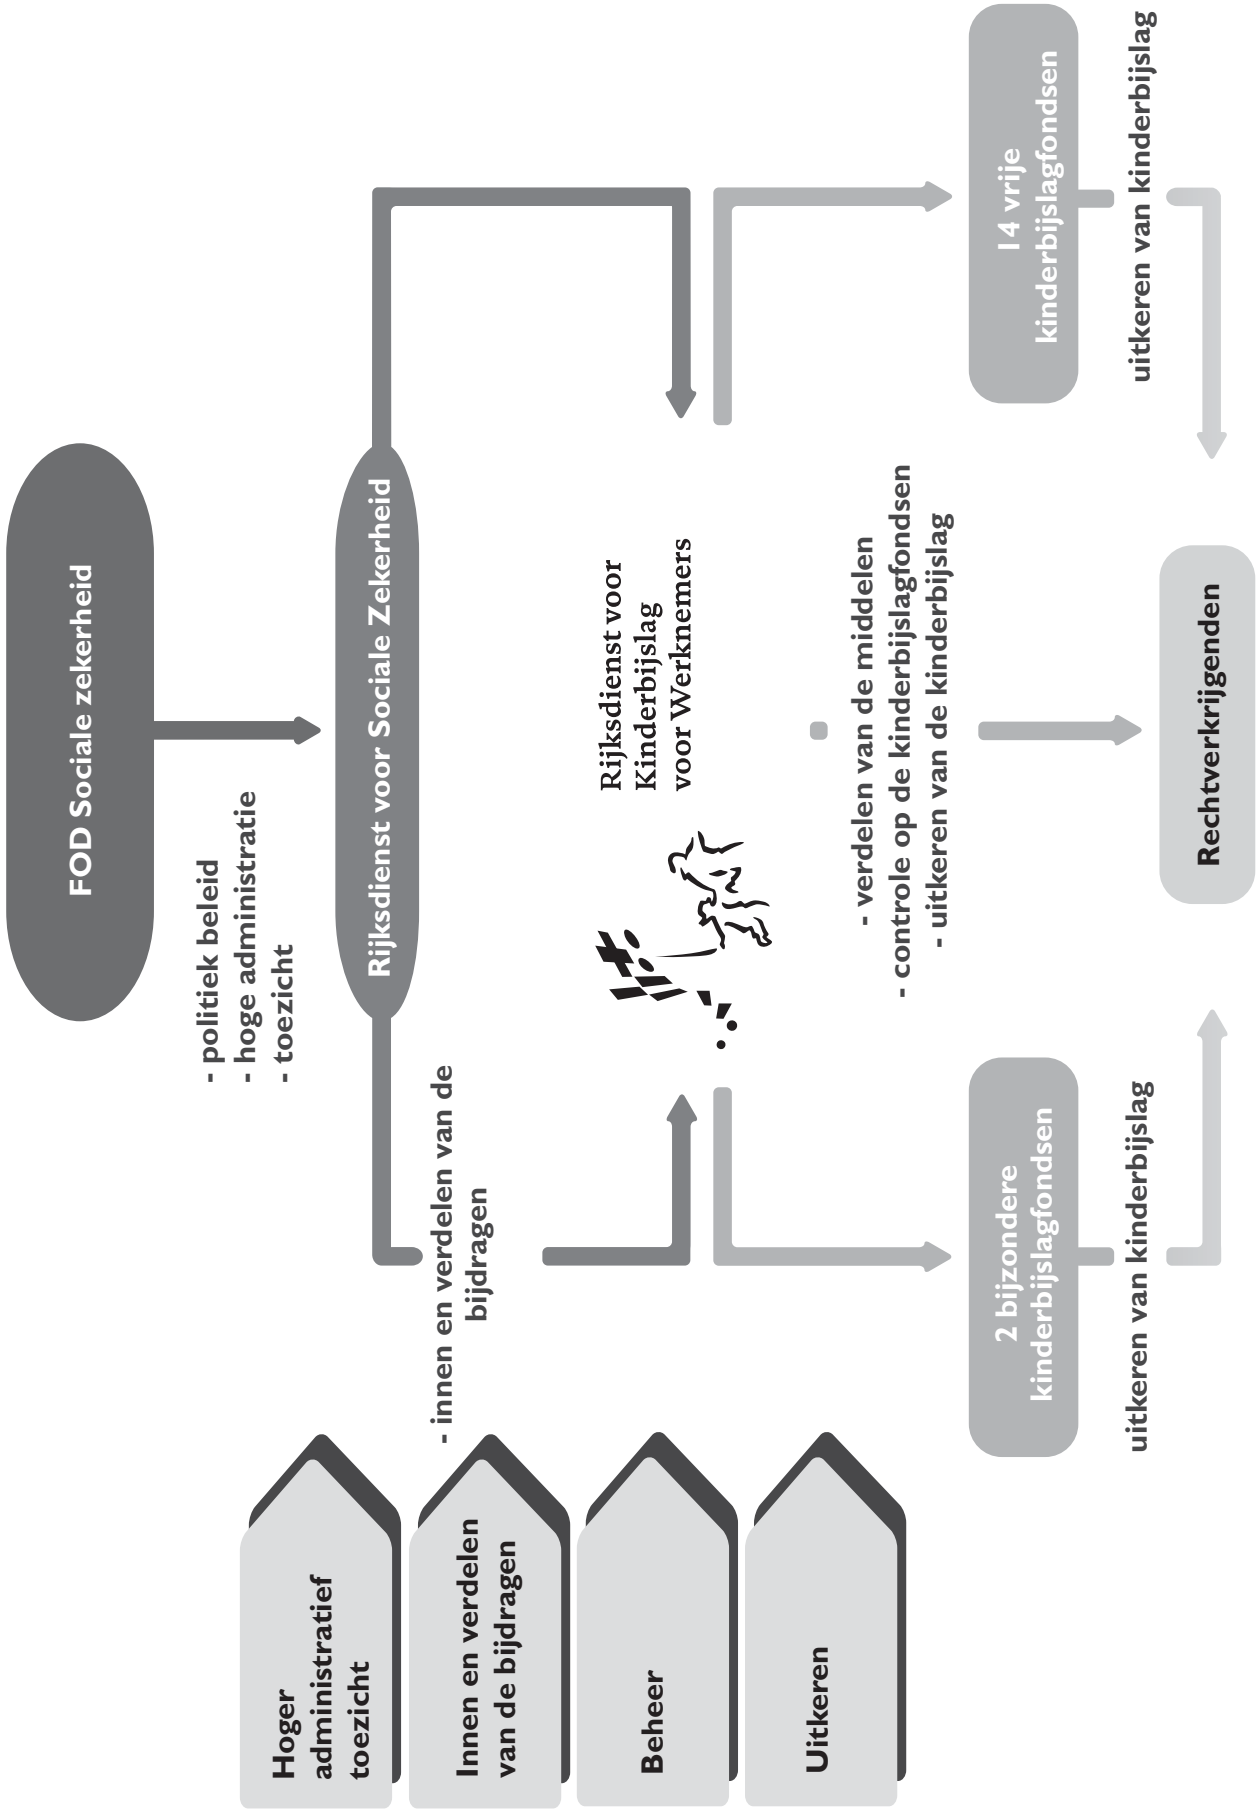 FOD Sociale zekerheid
- politiek beleid
- hoge administratie
- toezicht
Hoger
administratief
toezicht
Rijksdienst voor Sociale Zekerheid
- innen en verdelen van de
bijdragen
Innen en verdelen
van de bijdragen
Rijksdienst voor
Kinderbijslag
voor Werknemers
Beheer
- verdelen van de middelen
- controle op de kinderbijslagfondsen
- uitkeren van de kinderbijslag
Uitkeren
2 bijzondere
kinderbijslagfondsen
14 vrije
kinderbijslagfondsen
uitkeren van kinderbijslag
uitkeren van kinderbijslag
Rechtverkrijgenden